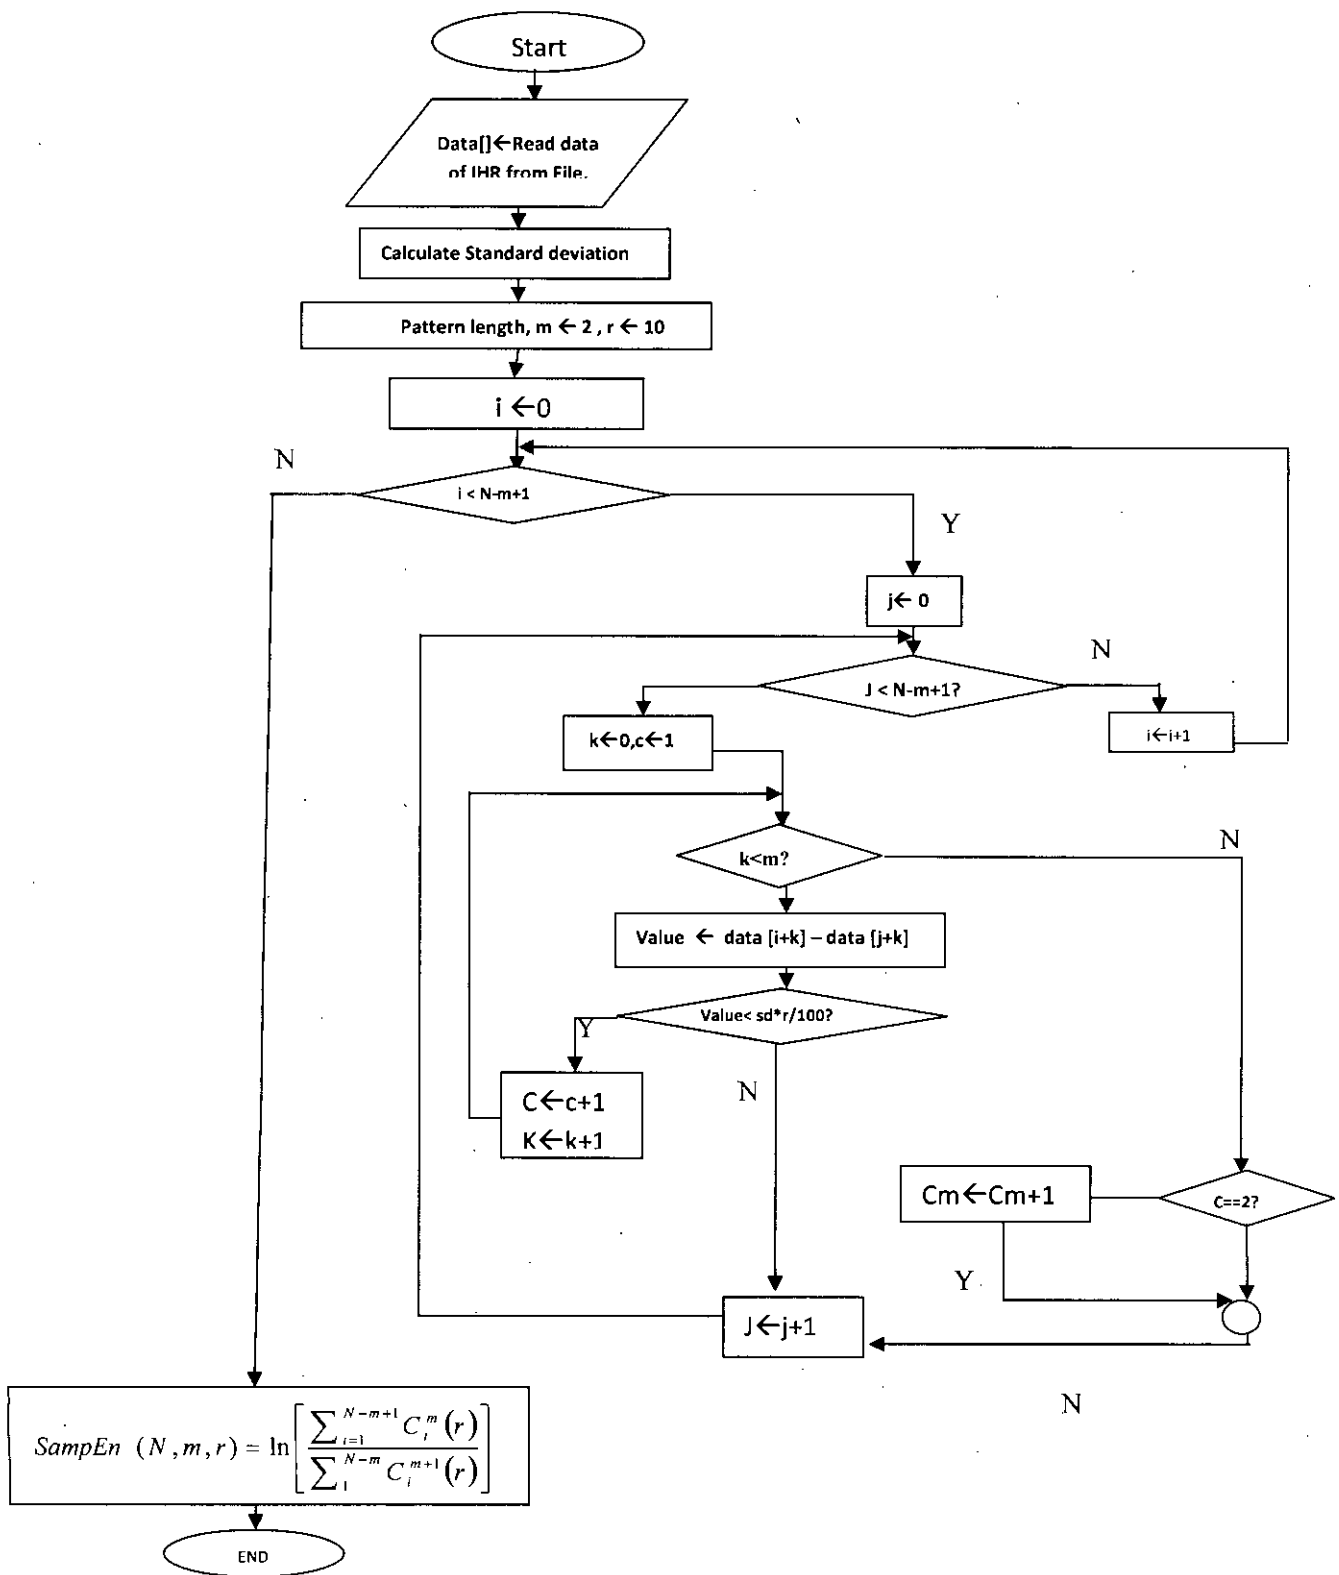 Start
Data[]←Read data
of IHR from File.
Calculate Standard deviation
Pattern length, m ← 2 , r ← 10
i ←0
N
i < N-m+1
Y
j← 0
N
J < N-m+1?
k←0,c←1
i←i+1
N
k<m?
Value ← data [i+k] – data [j+k]
Value< sd*r/100?
Y
N
C←c+1
K←k+1
Cm←Cm+1
C==2?
Y
J←j+1
N
SampEn (N,m,r) = ln[ ∑_{i=1}^{N-m+1} C_i^m(r) / ∑_1^{N-m} C_i^{m+1}(r) ]
END